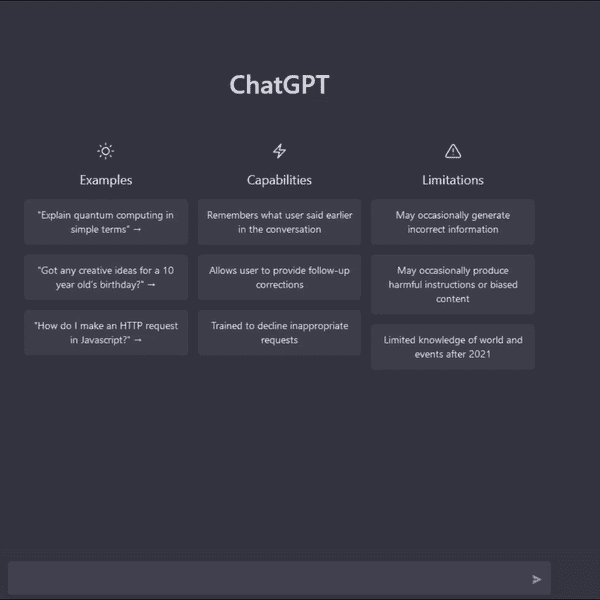 ChatGPT
Examples
"Explain quantum computing in
simple terms" →
"Got any creative ideas for a 10
year old's birthday?" →
"How do I make an HTTP request
in Javascript?" →
Capabilities
Remembers what user said earlier
in the conversation
Allows user to provide follow-up
corrections
Trained to decline inappropriate
requests
Limitations
May occasionally generate
incorrect information
May occasionally produce
harmful instructions or biased
content
Limited knowledge of world and
events after 2021